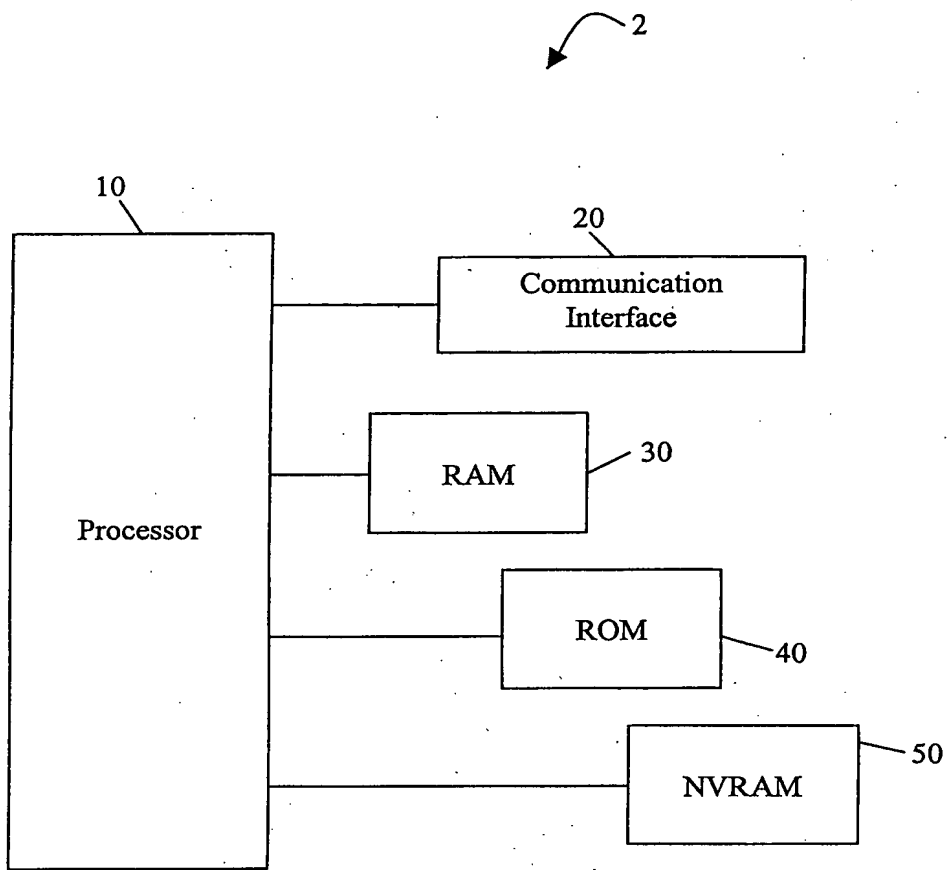 2
10
20
Communication
Interface
RAM
30
Processor
ROM
40
NVRAM
50